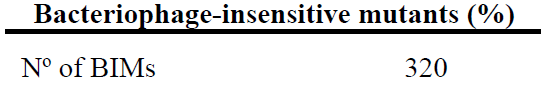 Bacteriophage-insensitive mutants (%)
Nº of BIMs 320